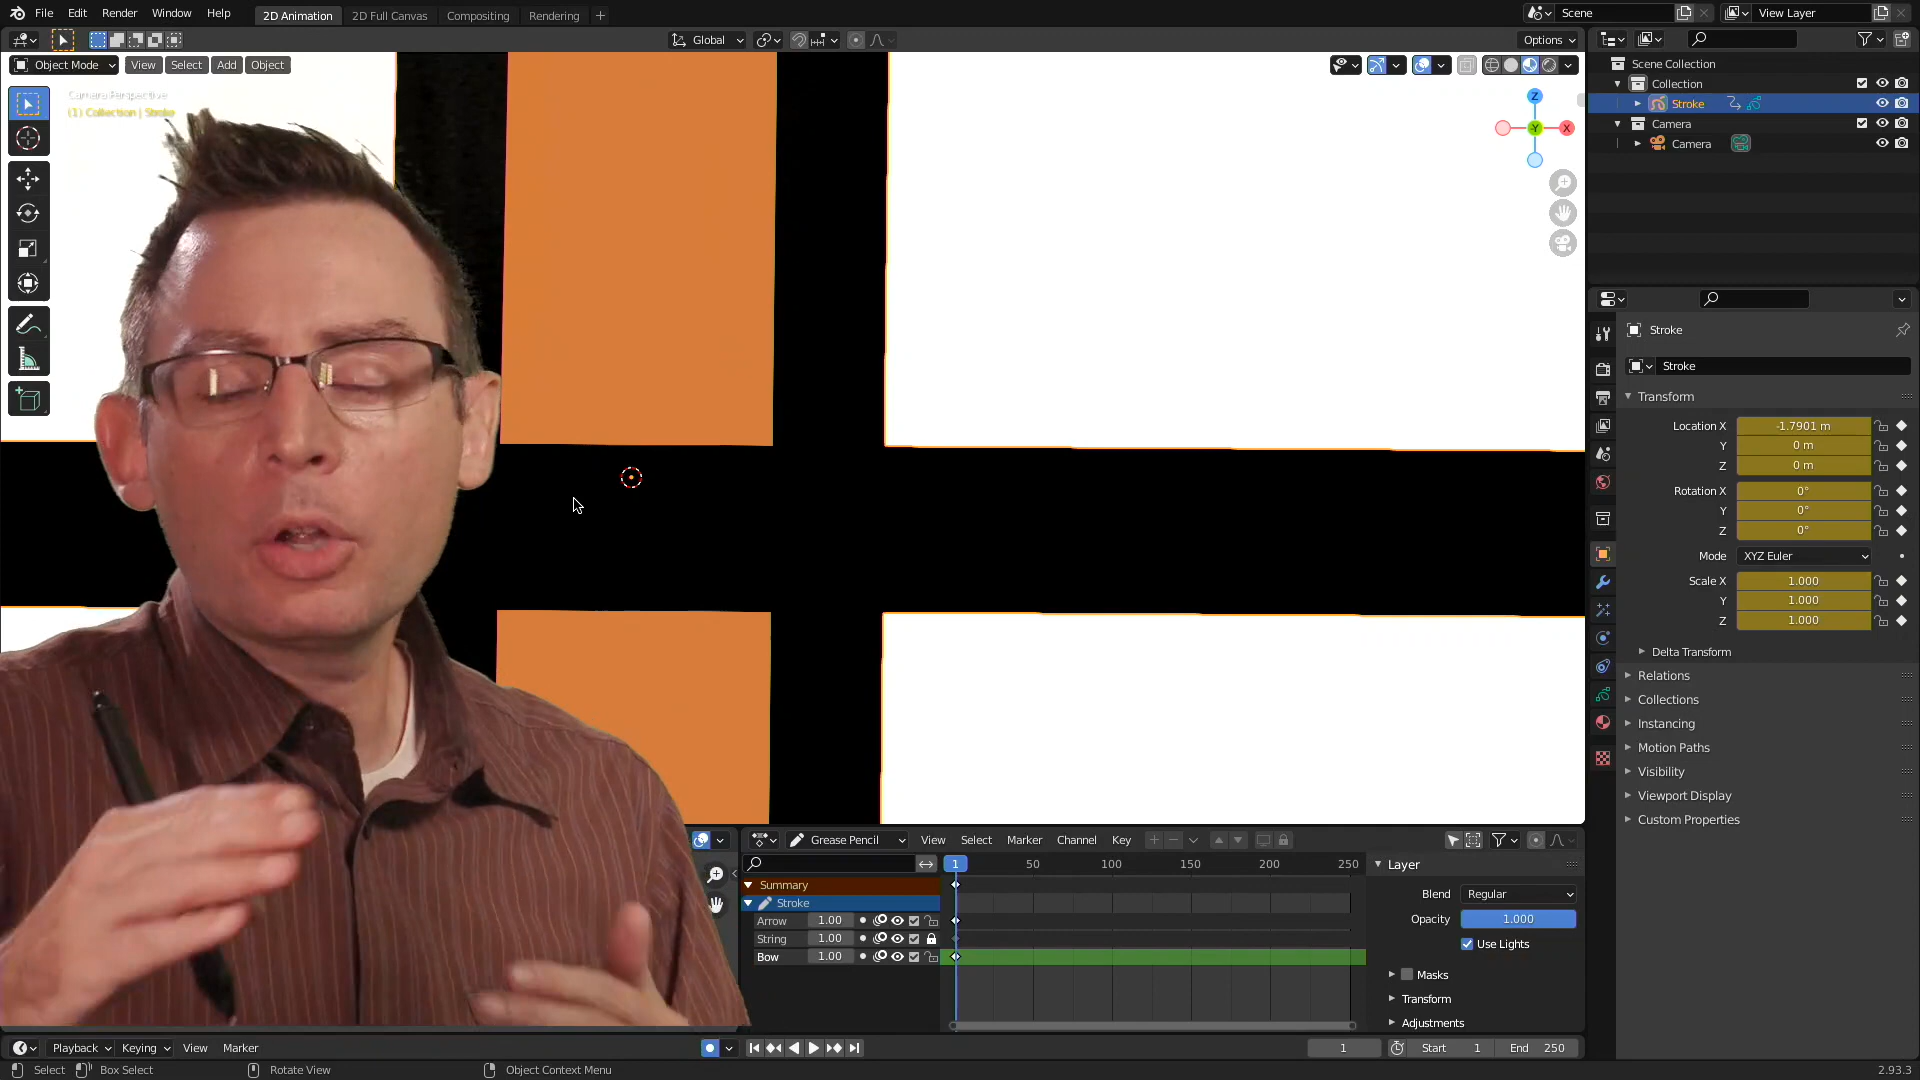 File Edit Render Window Help 2D Animation 2D Full Canvas Compositing Rendering + Scene View Layer
Global Options
Object Mode View Select Add Object
Camera Perspective
(1) Collection | Stroke
Z
-Y
X
Scene Collection
Collection
Stroke
Camera
Camera
Stroke
Stroke
Transform
Location X -1.7901 m
Y 0 m
Z 0 m
Rotation X 0°
Y 0°
Z 0°
Mode XYZ Euler
Scale X 1.000
Y 1.000
Z 1.000
Delta Transform
Relations
Collections
Instancing
Motion Paths
Visibility
Viewport Display
Custom Properties
Grease Pencil View Select Marker Channel Key
1 50 100 150 200 250
Summary
Stroke
Arrow 1.00
String 1.00
Bow 1.00
Layer
Blend Regular
Opacity 1.000
Use Lights
Masks
Transform
Adjustments
Playback Keying View Marker 1 Start 1 End 250
Select Box Select Rotate View Object Context Menu 2.93.3